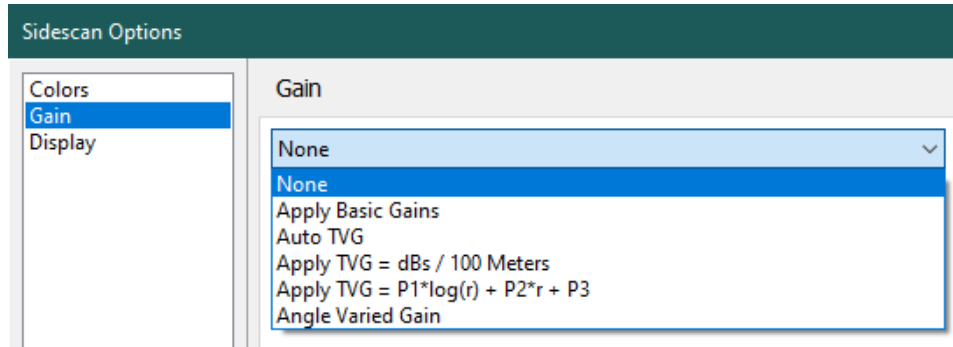 Sidescan Options
Colors
Gain
Display
Gain
None
None
Apply Basic Gains
Auto TVG
Apply TVG = dBs / 100 Meters
Apply TVG = P1*log(r) + P2*r + P3
Angle Varied Gain